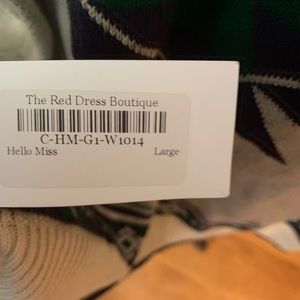 The Red Dress Boutique
C-HM-G1-W1014
Hello Miss Large